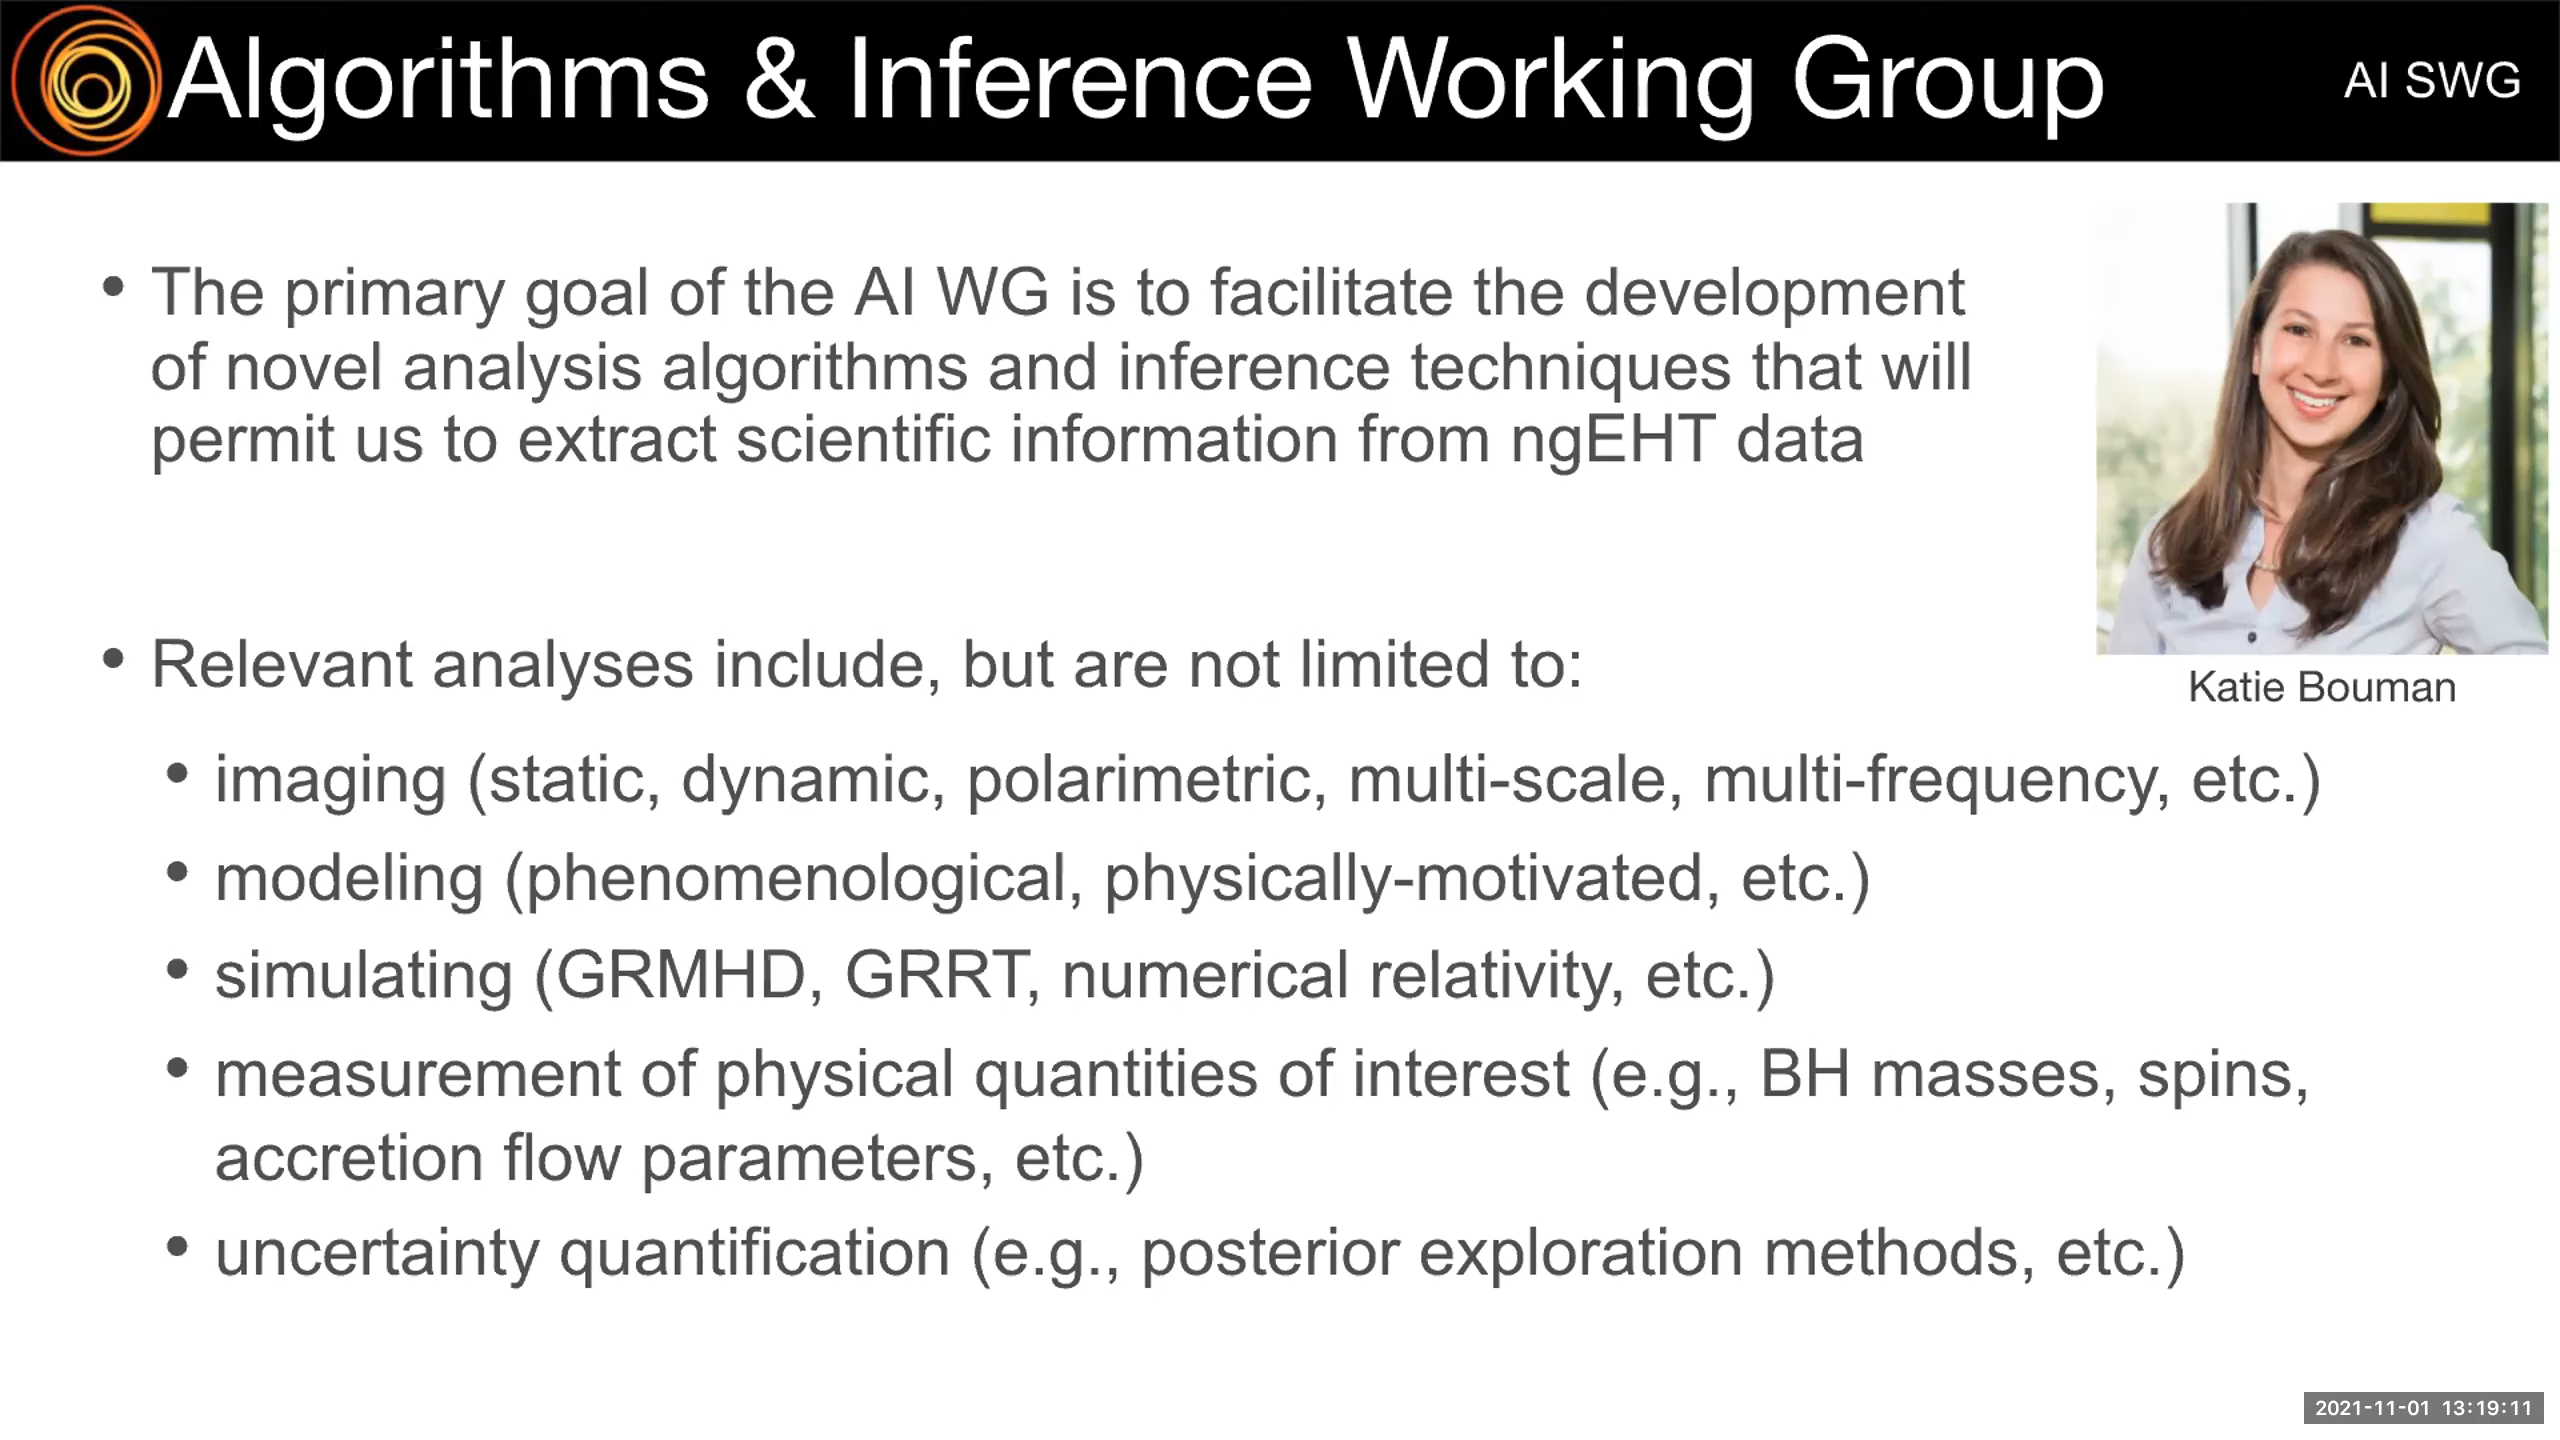 Algorithms & Inference Working Group
AI SWG
• The primary goal of the AI WG is to facilitate the development
of novel analysis algorithms and inference techniques that will
permit us to extract scientific information from ngEHT data
Katie Bouman
• Relevant analyses include, but are not limited to:
• imaging (static, dynamic, polarimetric, multi-scale, multi-frequency, etc.)
• modeling (phenomenological, physically-motivated, etc.)
• simulating (GRMHD, GRRT, numerical relativity, etc.)
• measurement of physical quantities of interest (e.g., BH masses, spins,
accretion flow parameters, etc.)
• uncertainty quantification (e.g., posterior exploration methods, etc.)
2021-11-01 13:19:11